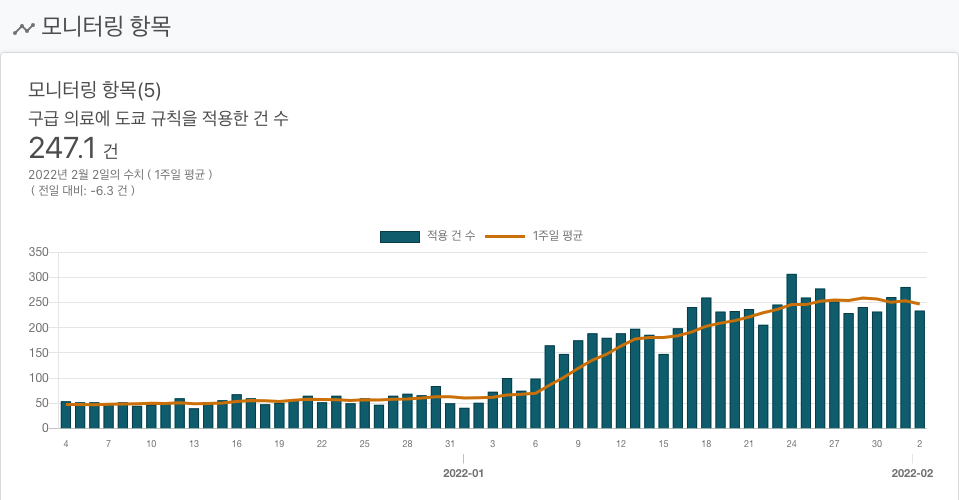 모니터링 항목
모니터링 항목(5)
구급 의료에 도쿄 규칙을 적용한 건 수
247.1 건
2022년 2월 2일의 수치 ( 1주일 평균 )
( 전일 대비: -6.3 건 )
적용 건 수 1주일 평균
350
300
250
200
150
100
50
0
4 7 10 13 16 19 22 25 28 31 3 6 9 12 15 18 21 24 27 30 2
2022-01 2022-02